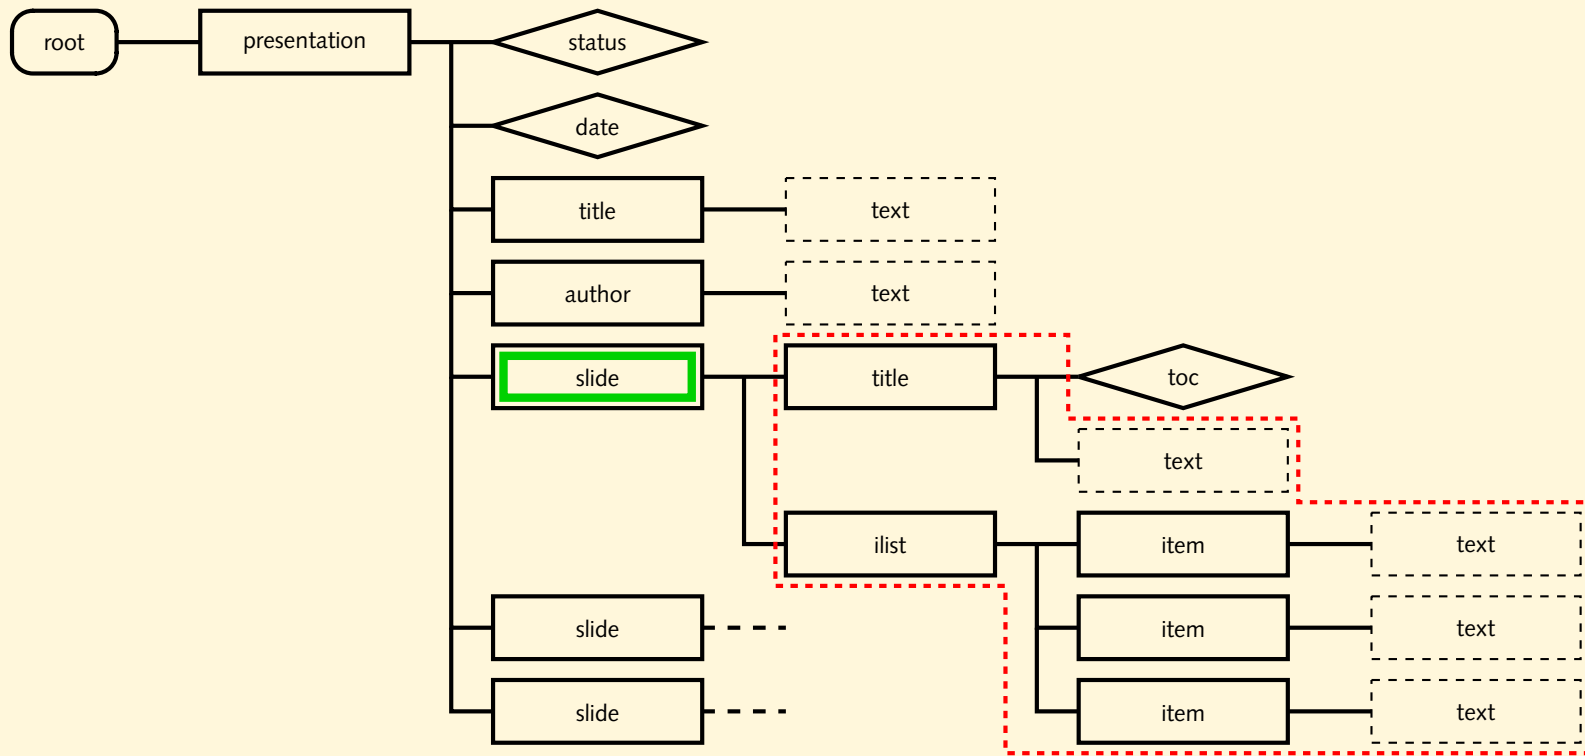 root
presentation
status
date
title
text
author
text
slide
title
toc
text
ilist
item
text
slide
item
text
slide
item
text